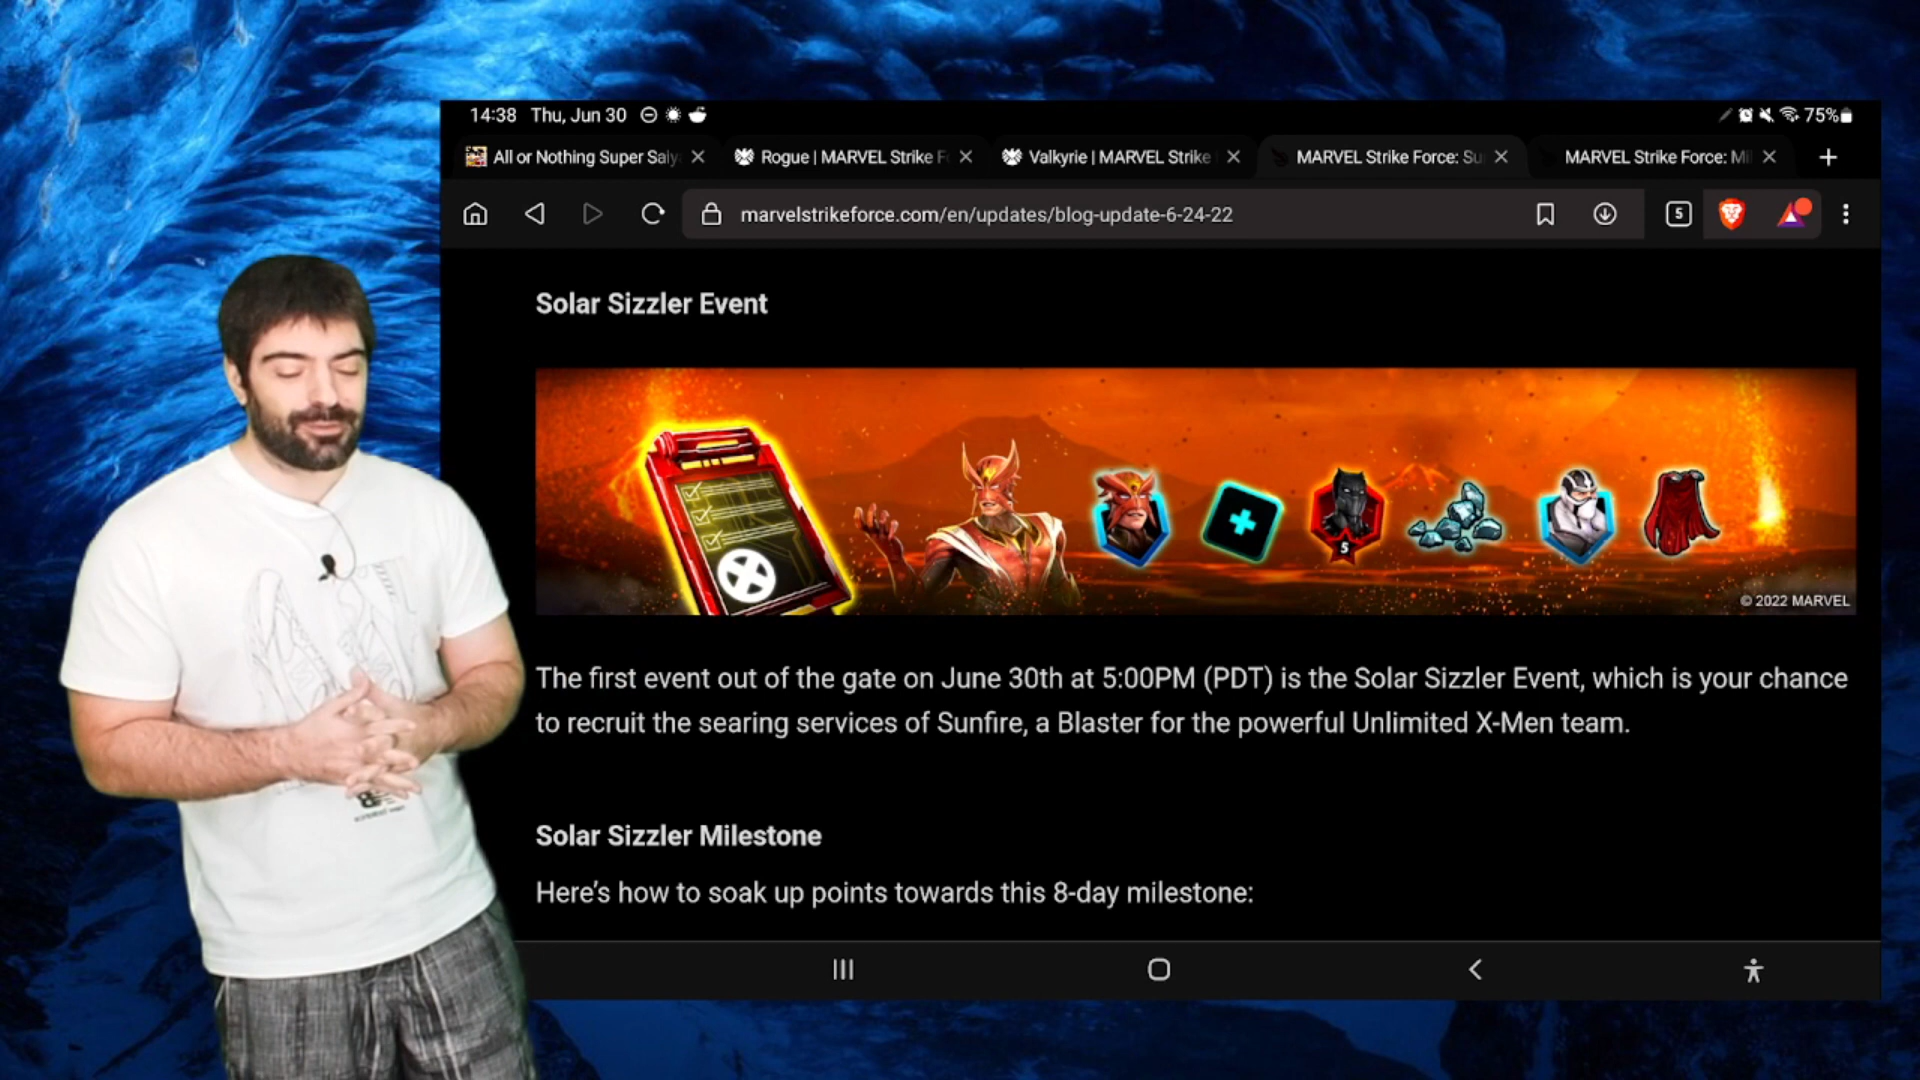 14:38 Thu, Jun 30 75%
All or Nothing Super Saiy
Rogue | MARVEL Strike F
Valkyrie | MARVEL Strike
MARVEL Strike Force: Su
MARVEL Strike Force: Mi
marvelstrikeforce.com/en/updates/blog-update-6-24-22
5
Solar Sizzler Event
5
© 2022 MARVEL
The first event out of the gate on June 30th at 5:00PM (PDT) is the Solar Sizzler Event, which is your chance
to recruit the searing services of Sunfire, a Blaster for the powerful Unlimited X-Men team.
Solar Sizzler Milestone
Here's how to soak up points towards this 8-day milestone: